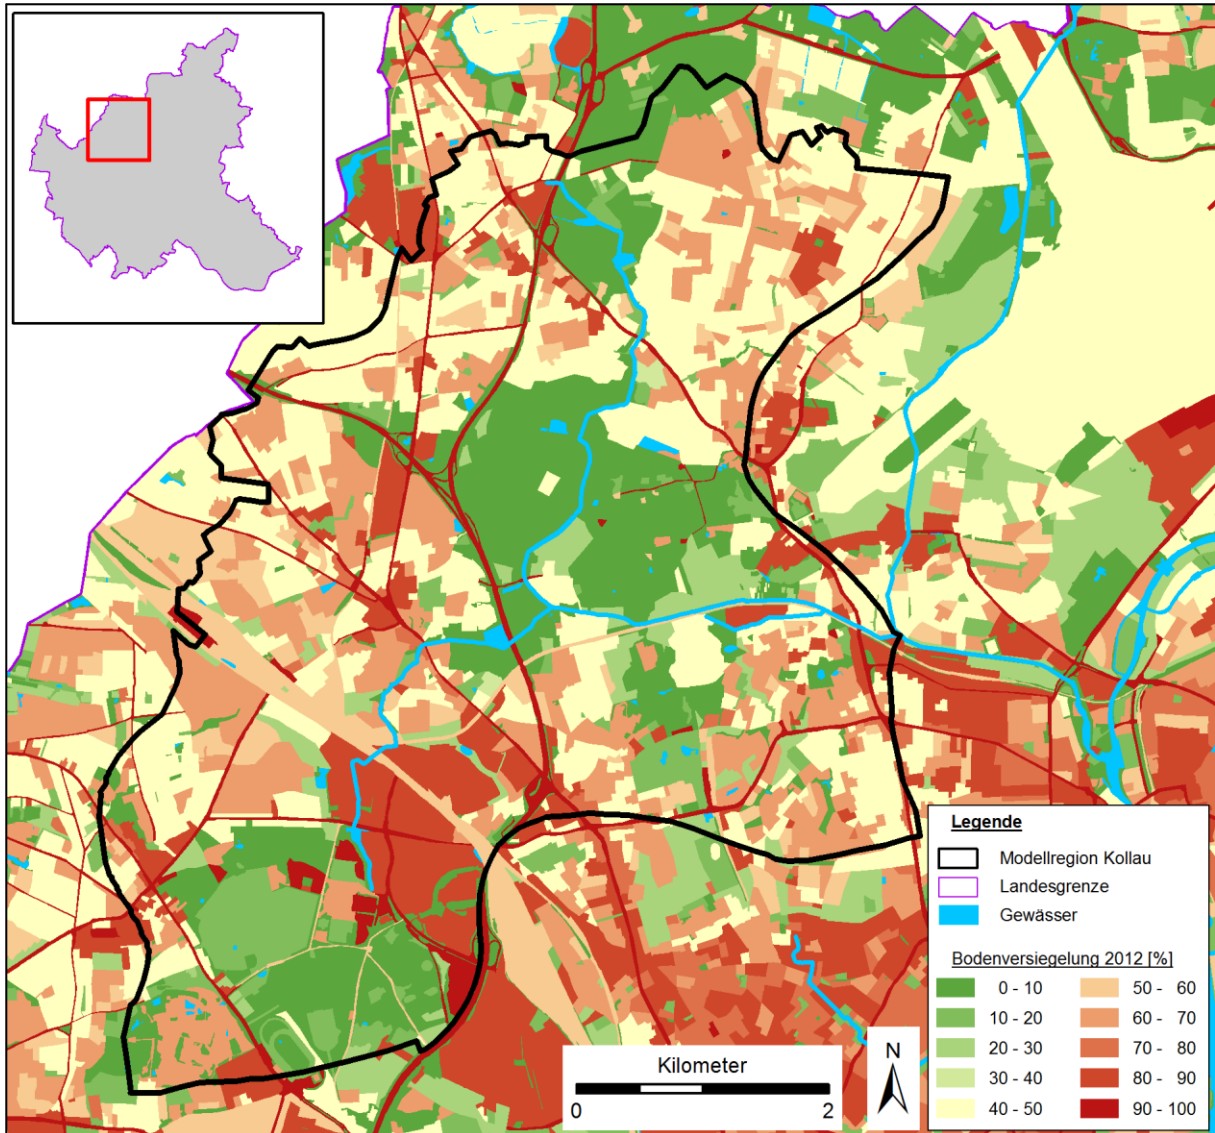 Legende
Modellregion Kollau
Landesgrenze
Gewässer
Bodenversiegelung 2012 [%]
0 - 10 50 - 60
10 - 20 60 - 70
20 - 30 70 - 80
30 - 40 80 - 90
40 - 50 90 - 100
Kilometer
0 2
N